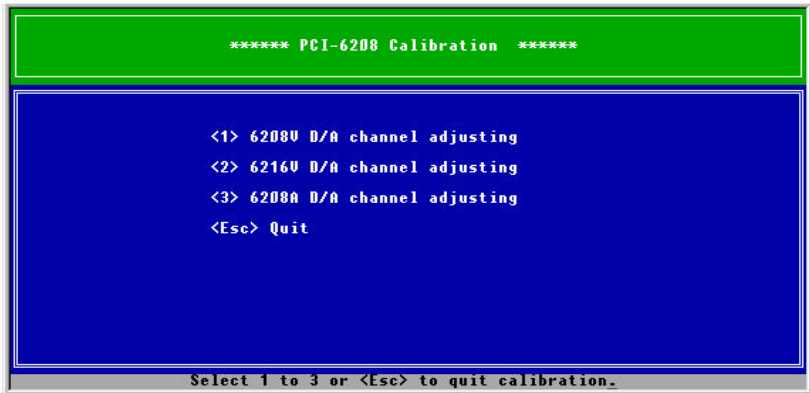 ****** PCI-6208 Calibration ******
<1> 6208V D/A channel adjusting
<2> 6216V D/A channel adjusting
<3> 6208A D/A channel adjusting
<Esc> Quit
Select 1 to 3 or <Esc> to quit calibration._